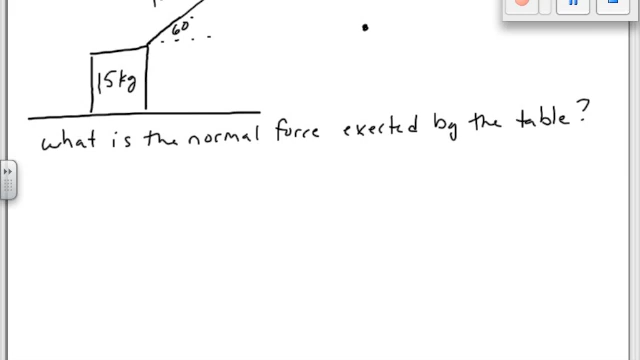 60°
15kg
what is the normal force exerted by the table?